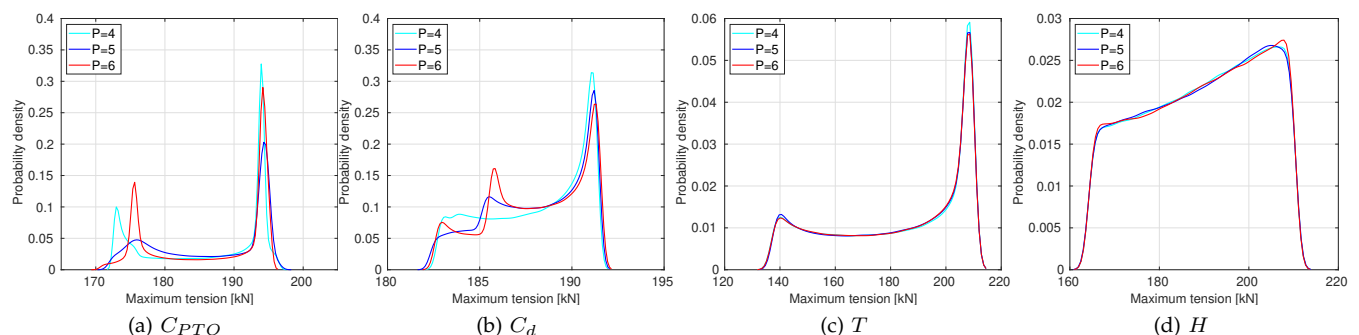 0.4
0.35
0.3
0.25
0.2
0.15
0.1
0.05
0
Probability density
P=4
P=5
P=6
170 180 190 200
Maximum tension [kN]
(a) C_{PTO}
0.4
0.35
0.3
0.25
0.2
0.15
0.1
0.05
0
Probability density
P=4
P=5
P=6
180 185 190 195
Maximum tension [kN]
(b) C_d
0.06
0.05
0.04
0.03
0.02
0.01
0
Probability density
P=4
P=5
P=6
120 140 160 180 200 220
Maximum tension [kN]
(c) T
0.03
0.025
0.02
0.015
0.01
0.005
0
Probability density
P=4
P=5
P=6
160 180 200 220
Maximum tension [kN]
(d) H